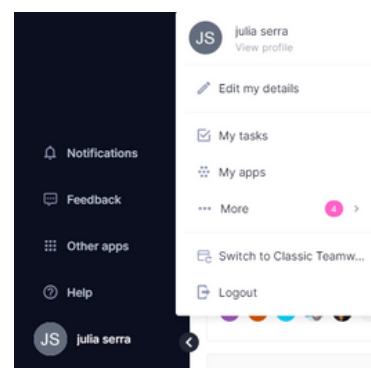 JS
julia serra
View profile
Edit my details
My tasks
My apps
More
4
Switch to Classic Teamw...
Logout
Notifications
Feedback
Other apps
Help
JS
julia serra